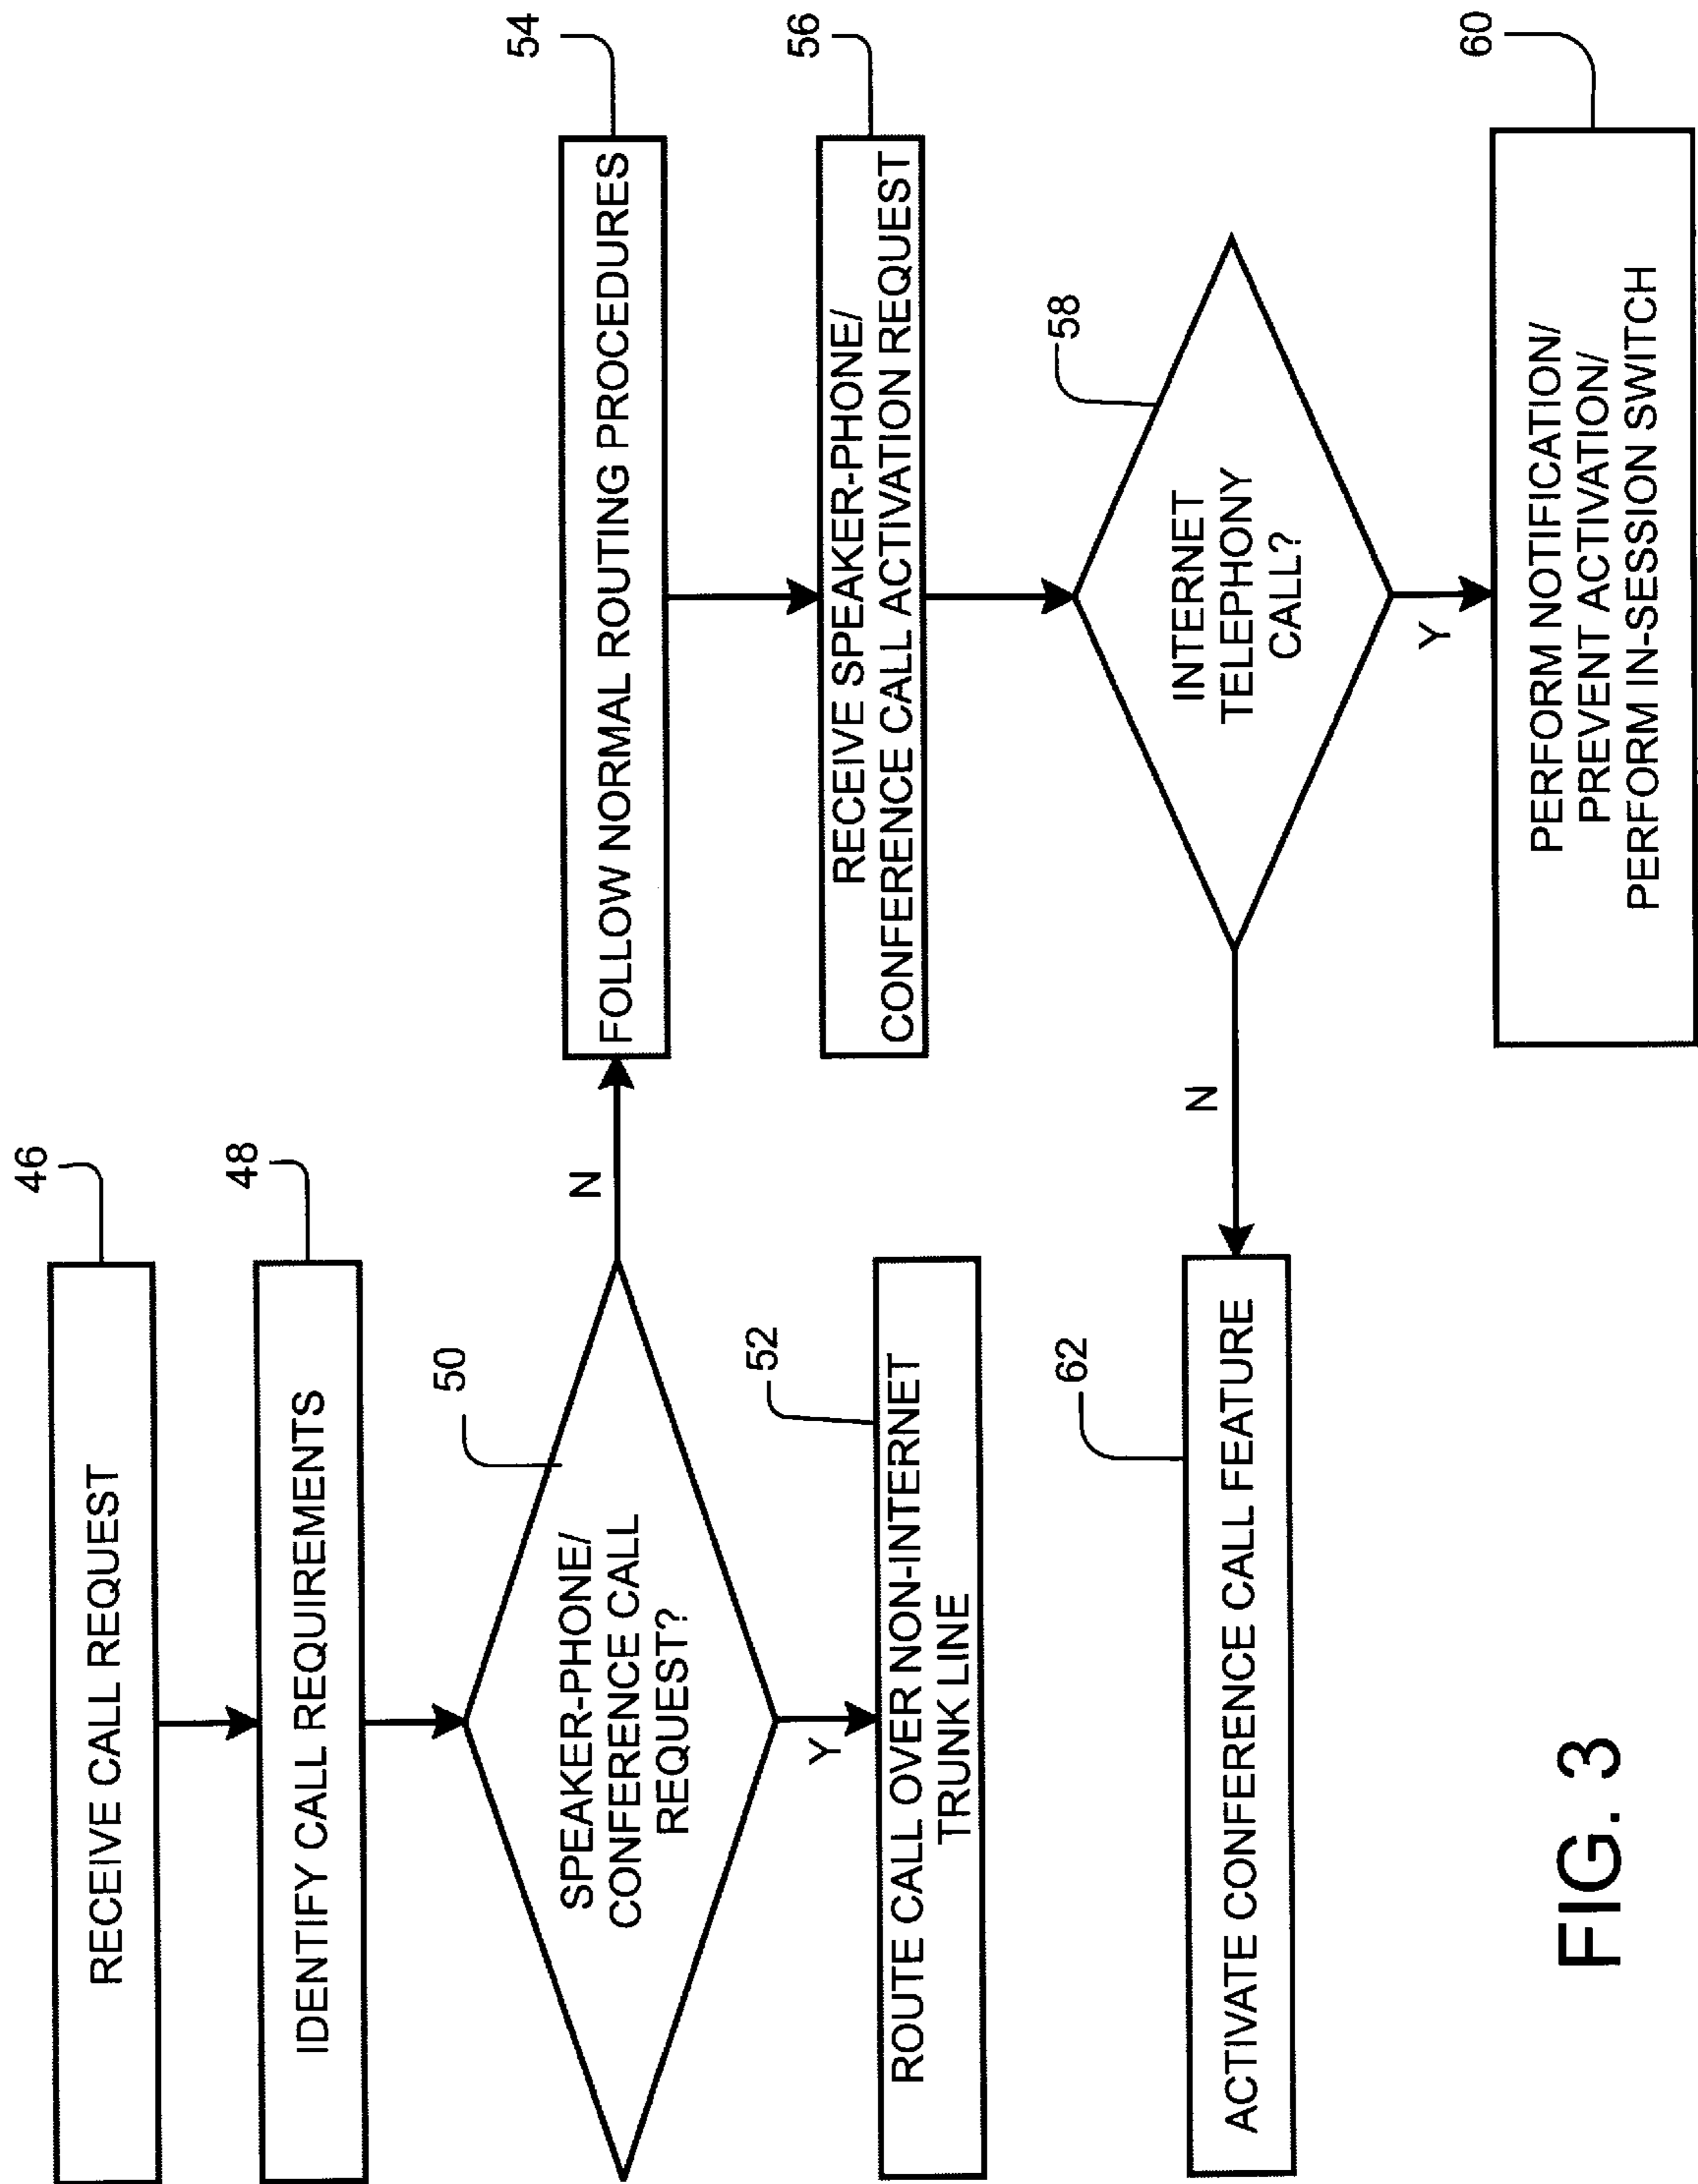 46
RECEIVE CALL REQUEST
48
IDENTIFY CALL REQUIREMENTS
50
SPEAKER-PHONE/
CONFERENCE CALL
REQUEST?
N
Y
52
ROUTE CALL OVER NON-INTERNET
TRUNK LINE
54
FOLLOW NORMAL ROUTING PROCEDURES
56
RECEIVE SPEAKER-PHONE/
CONFERENCE CALL ACTIVATION REQUEST
58
INTERNET
TELEPHONY
CALL?
N
Y
62
ACTIVATE CONFERENCE CALL FEATURE
60
PERFORM NOTIFICATION/
PREVENT ACTIVATION/
PERFORM IN-SESSION SWITCH
FIG. 3